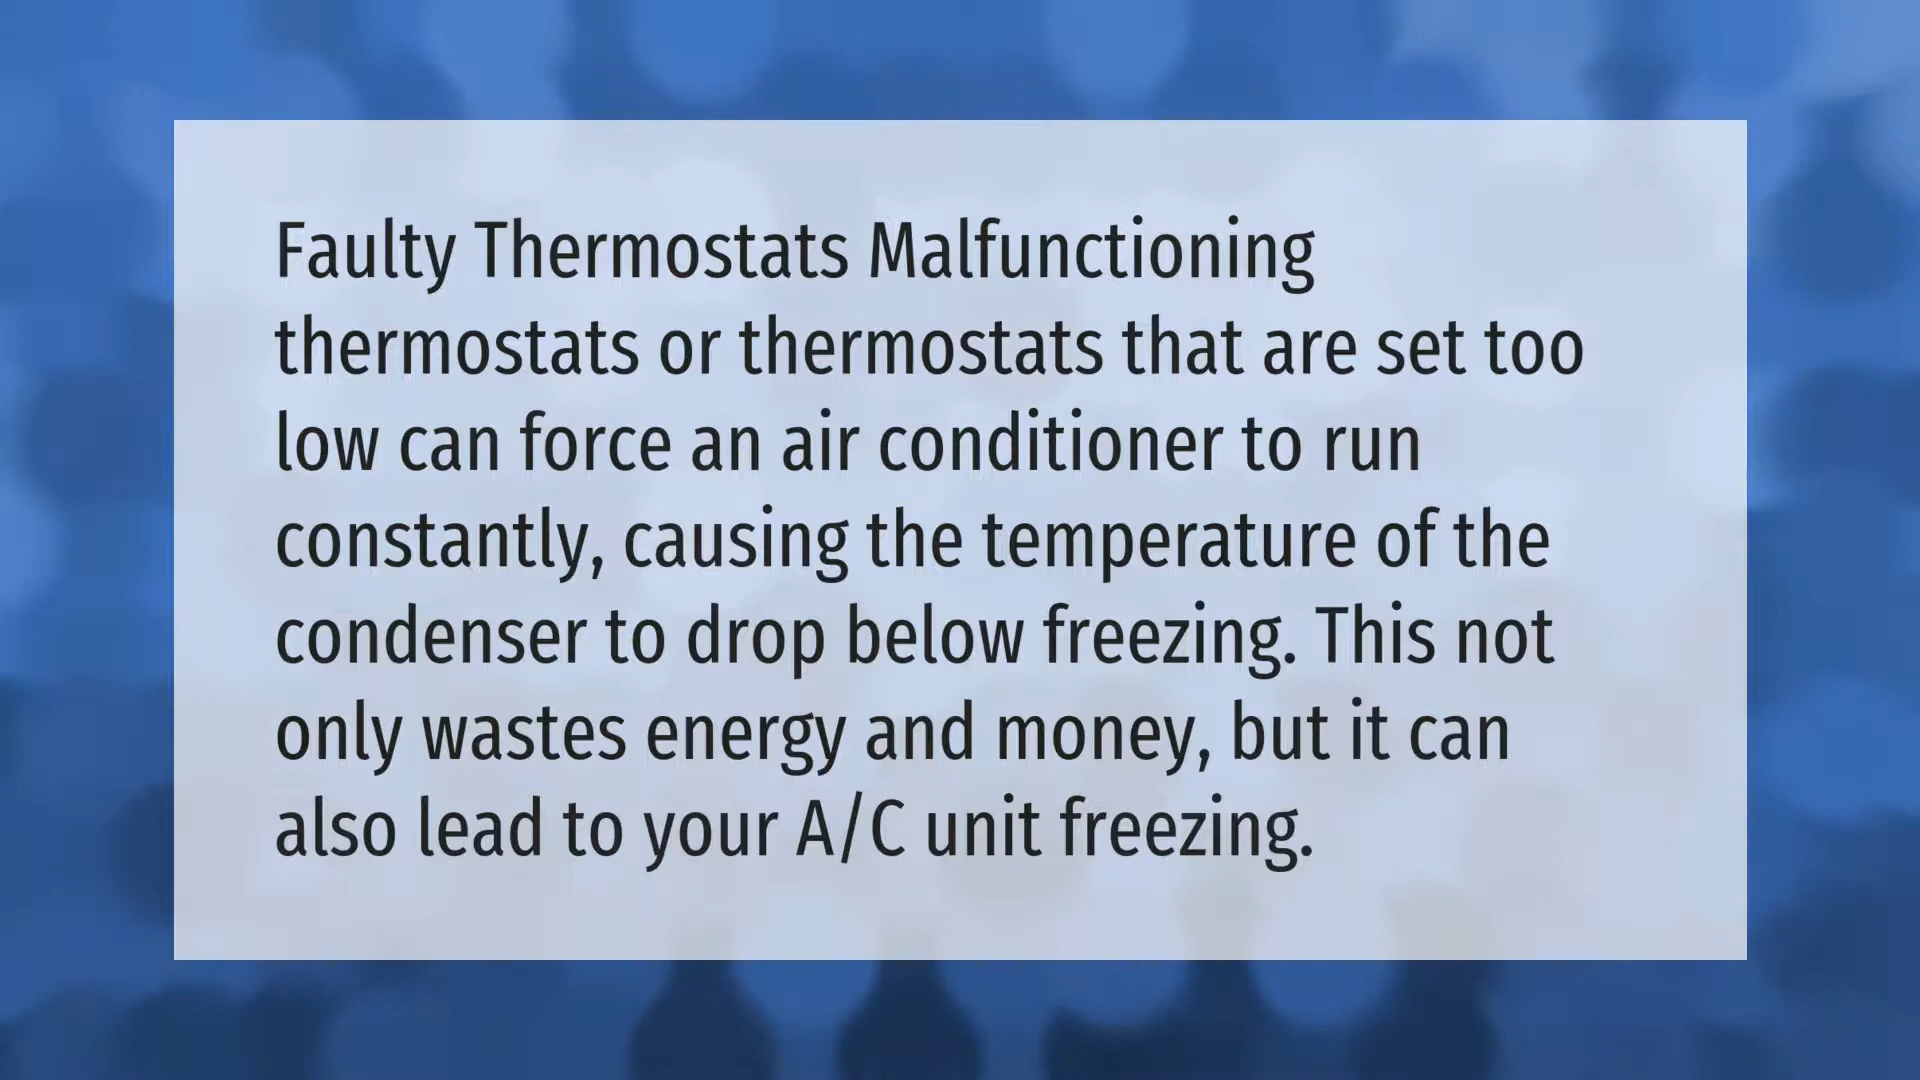 Faulty Thermostats Malfunctioning
thermostats or thermostats that are set too
low can force an air conditioner to run
constantly, causing the temperature of the
condenser to drop below freezing. This not
only wastes energy and money, but it can
also lead to your A/C unit freezing.